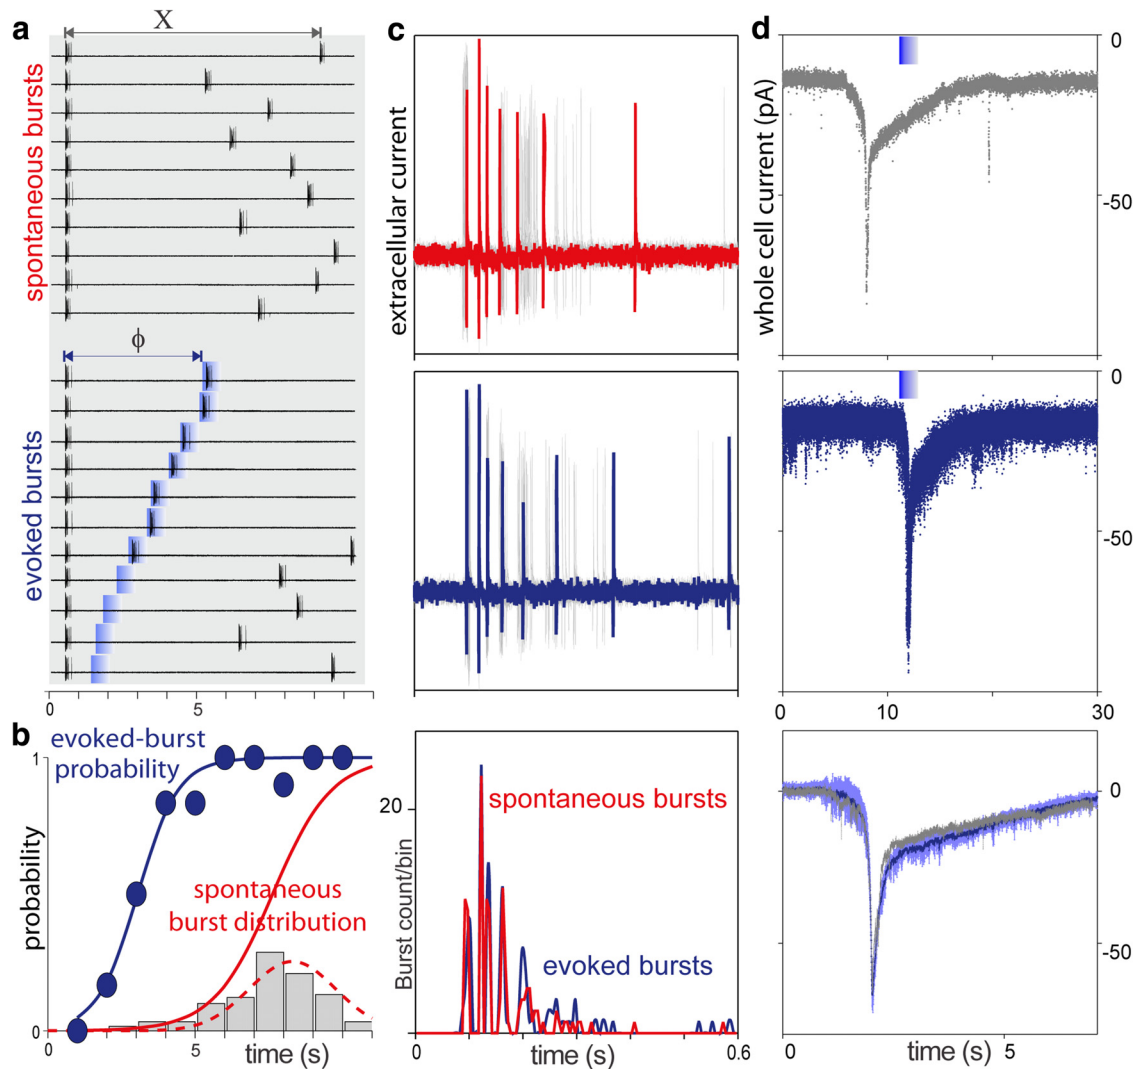 a
X
spontaneous bursts
ϕ
evoked bursts
0
5
b
evoked-burst
probability
1
probability
spontaneous
burst distribution
0
0
5
time (s)
c
extracellular current
20
Burst count/bin
spontaneous bursts
evoked bursts
0
time (s)
0.6
d
whole cell current (pA)
0
-50
0
-50
0
10
30
0
-50
0
5
time (s)